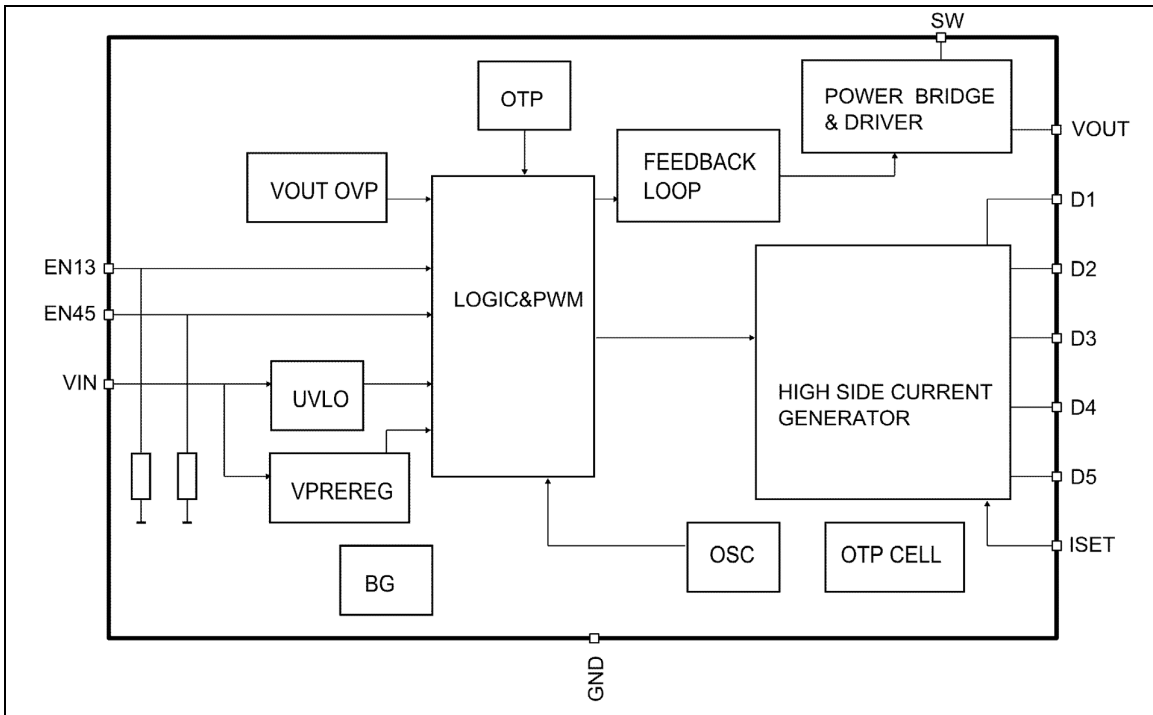 SW
OTP
POWER BRIDGE
& DRIVER
VOUT
FEEDBACK
LOOP
VOUT OVP
D1
EN13
D2
LOGIC&PWM
EN45
D3
VIN
UVLO
HIGH SIDE CURRENT
GENERATOR
D4
VPREREG
D5
OSC
OTP CELL
ISET
BG
GND